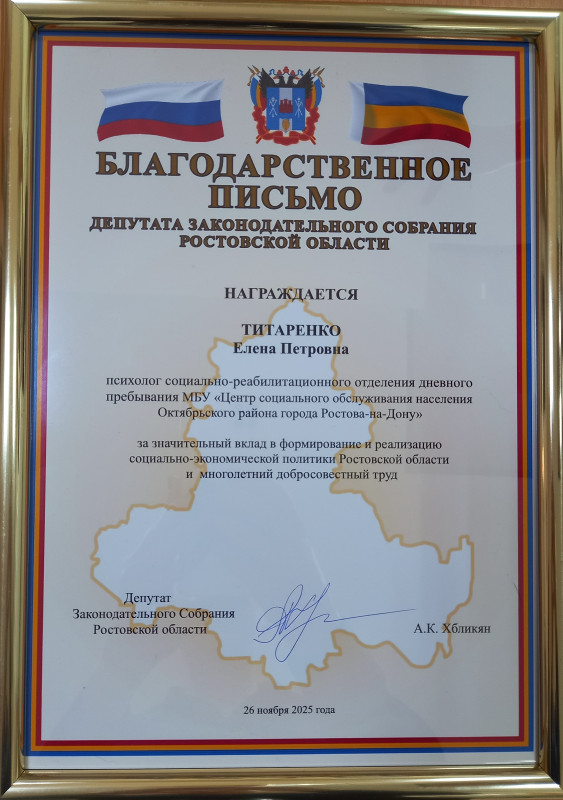 БЛАГОДАРСТВЕННОЕ
ПИСЬМО
ДЕПУТАТА ЗАКОНОДАТЕЛЬНОГО СОБРАНИЯ
РОСТОВСКОЙ ОБЛАСТИ
НАГРАЖДАЕТСЯ
ТИТАРЕНКО
Елена Петровна
психолог социально-реабилитационного отделения дневного
пребывания МБУ «Центр социального обслуживания населения
Октябрьского района города Ростова-на-Дону»
за значительный вклад в формирование и реализацию
социально-экономической политики Ростовской области
и многолетний добросовестный труд
Депутат
Законодательного Собрания
Ростовской области
А.К. Хбликян
26 ноября 2025 года